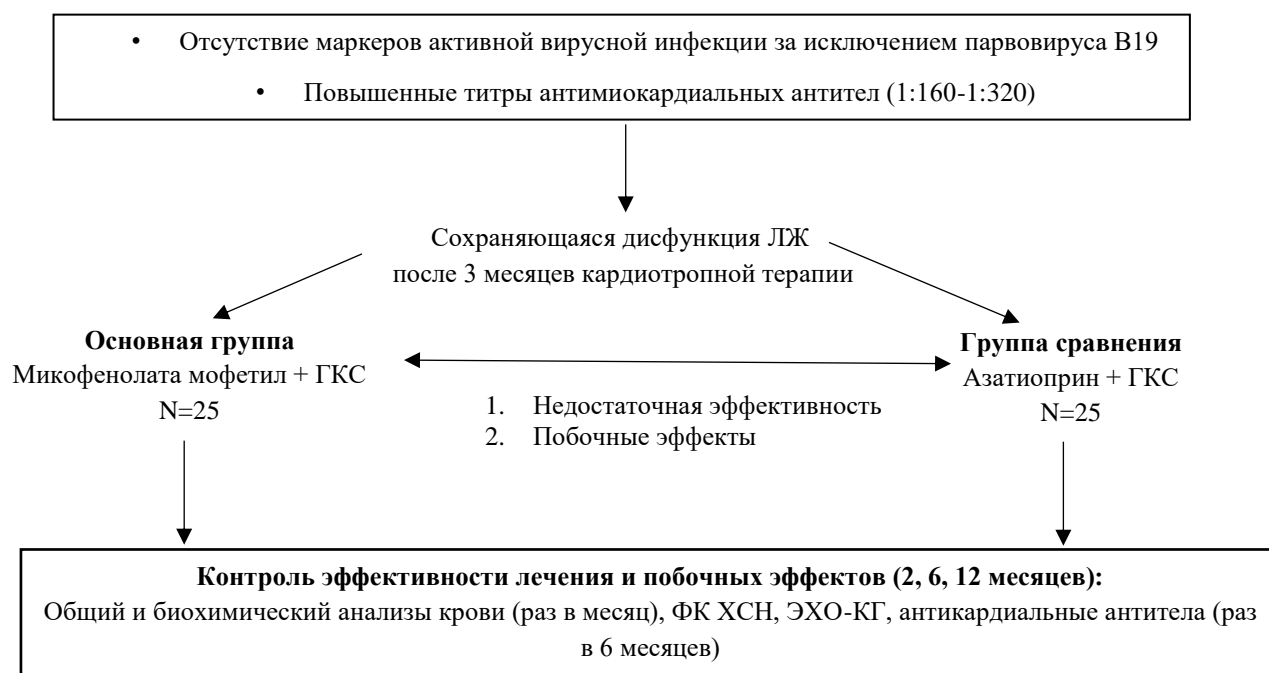 • Отсутствие маркеров активной вирусной инфекции за исключением парвовируса В19
• Повышенные титры антимиокардиальных антител (1:160-1:320)
Сохраняющаяся дисфункция ЛЖ
после 3 месяцев кардиотропной терапии
Основная группа
Микофенолата мофетил + ГКС
N=25
Группа сравнения
Азатиоприн + ГКС
N=25
1. Недостаточная эффективность
2. Побочные эффекты
Контроль эффективности лечения и побочных эффектов (2, 6, 12 месяцев):
Общий и биохимический анализы крови (раз в месяц), ФК ХСН, ЭХО-КГ, антикардиальные антитела (раз
в 6 месяцев)